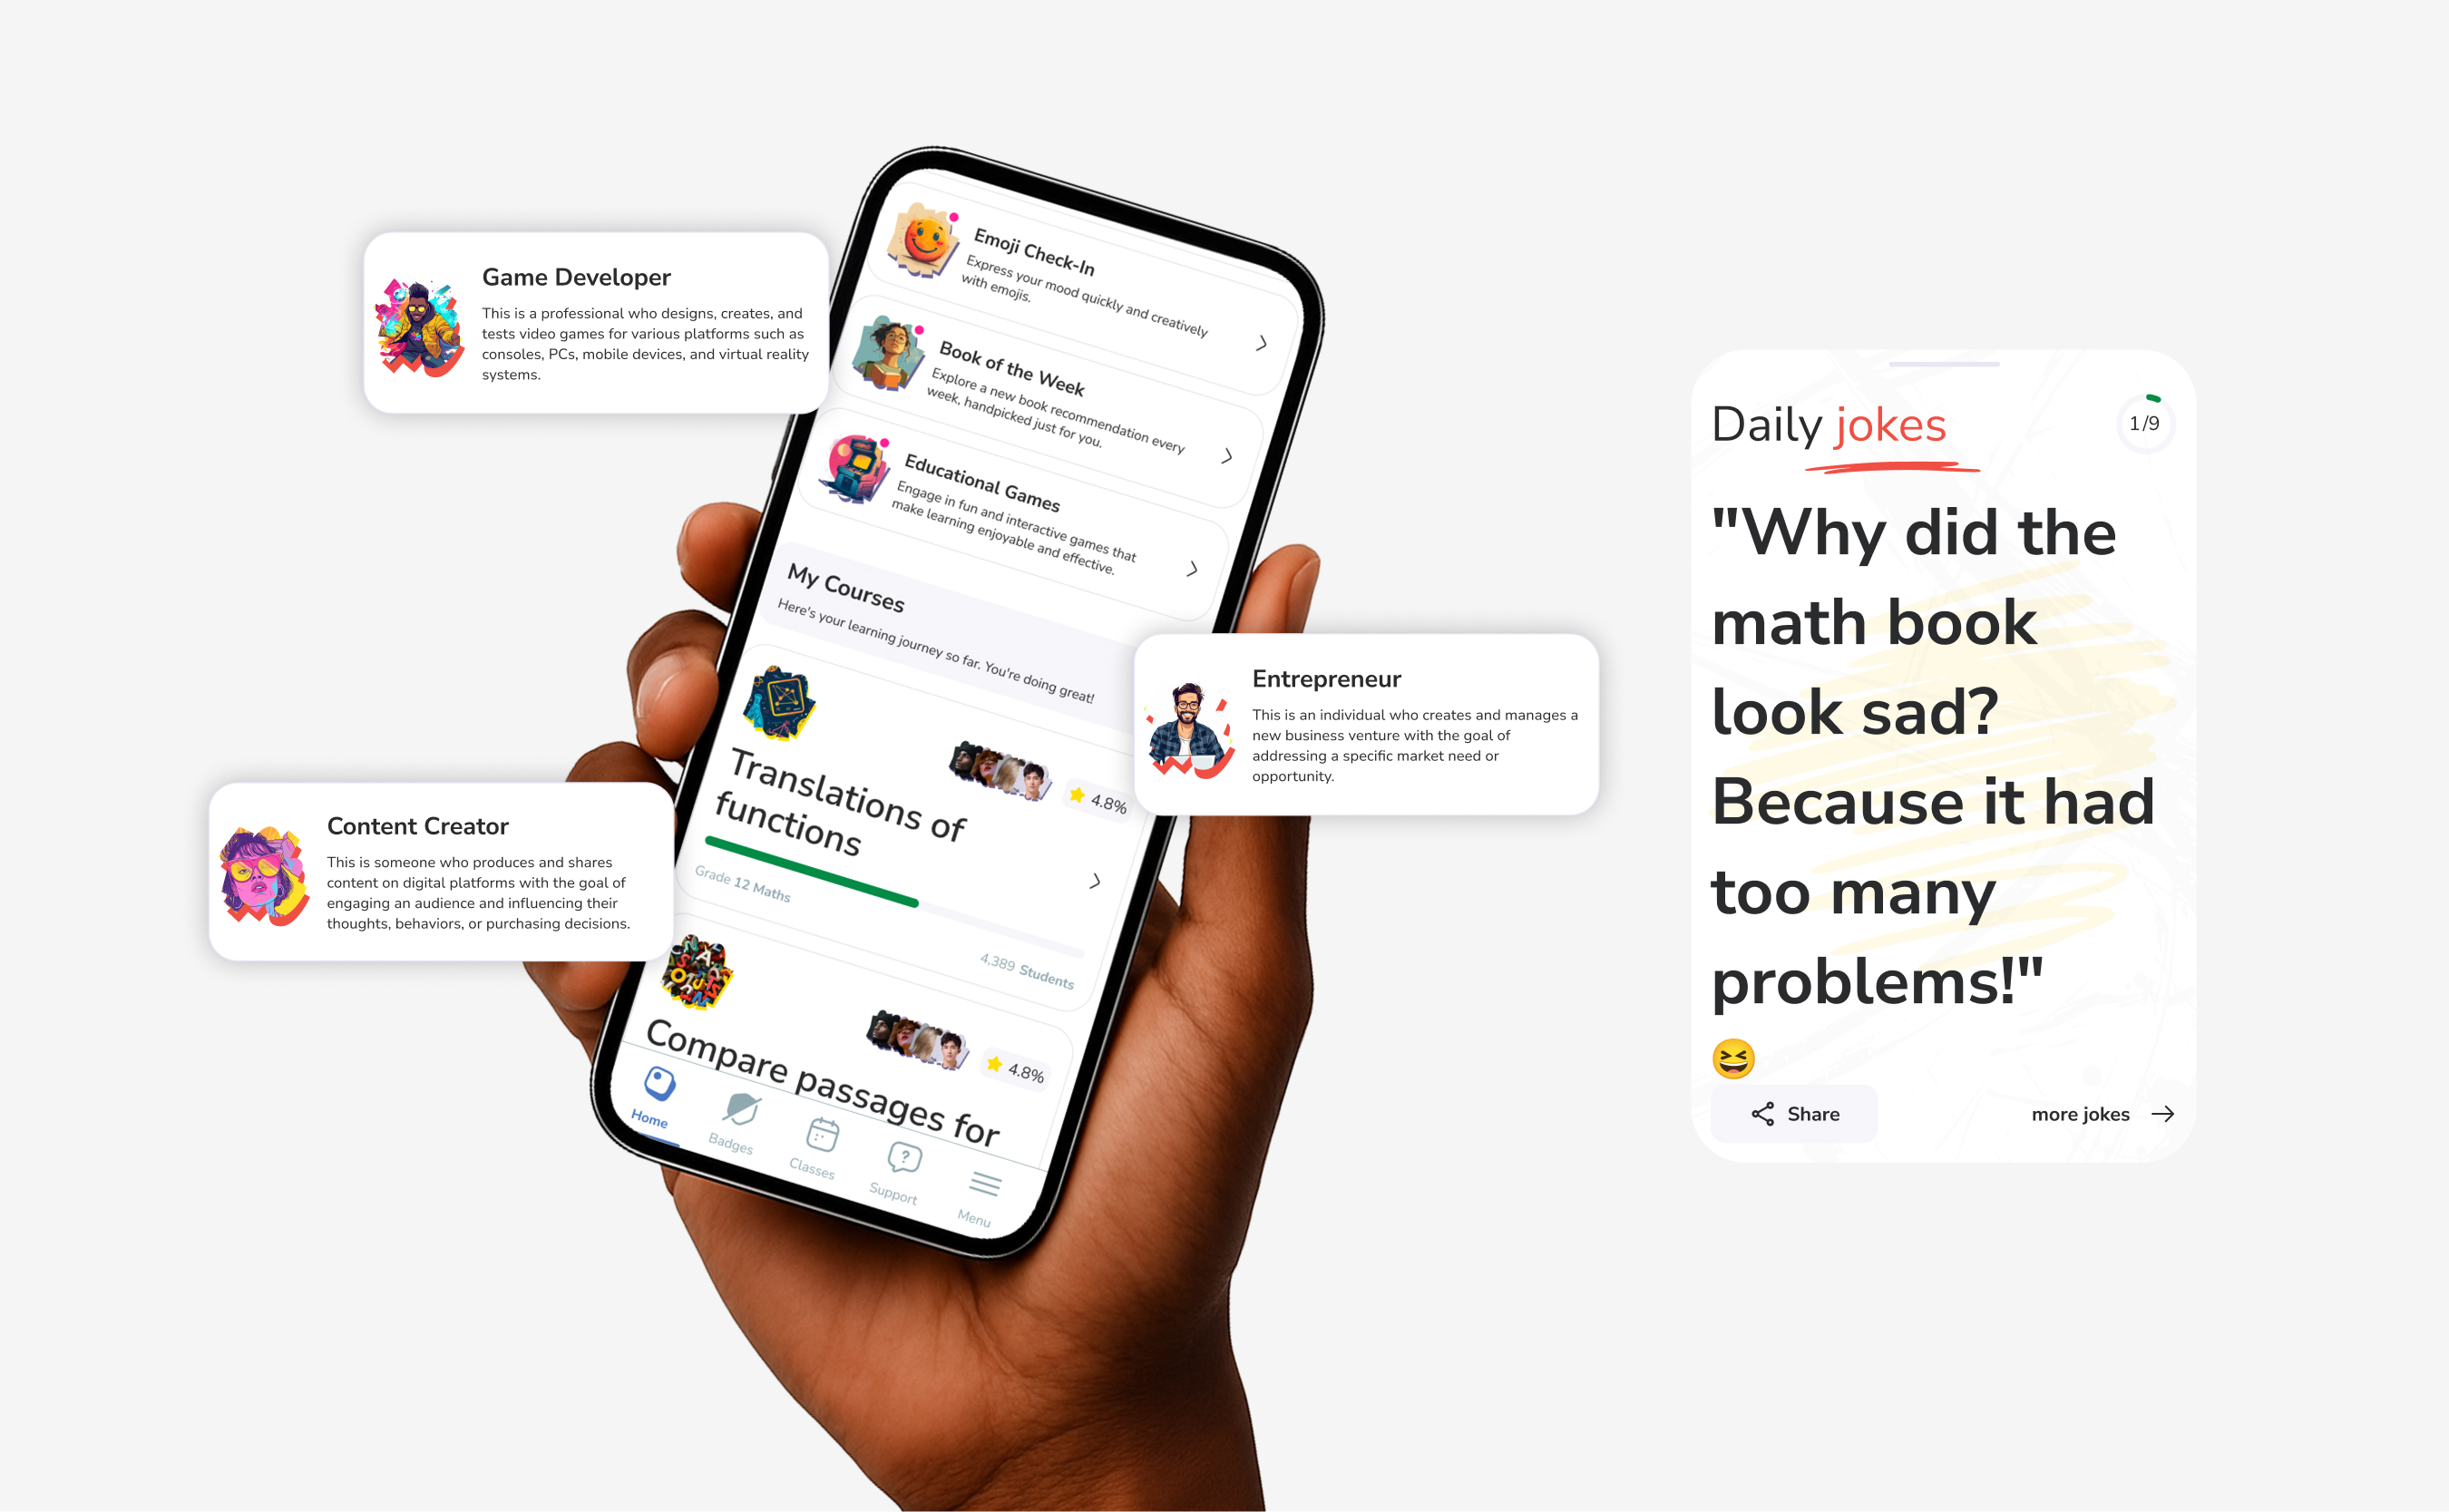 Game Developer
This is a professional who designs, creates, and
tests video games for various platforms such as
consoles, PCs, mobile devices, and virtual reality
systems.
Content Creator
This is someone who produces and shares
content on digital platforms with the goal of
engaging an audience and influencing their
thoughts, behaviors, or purchasing decisions.
Emoji Check-In
Express your mood quickly and creatively
with emojis.
Book of the Week
Explore a new book recommendation every
week, handpicked just for you.
Educational Games
Engage in fun and interactive games that
make learning enjoyable and effective.
My Courses
Here's your learning journey so far. You're doing great!
4.8%
Translations of
functions
Grade 12 Maths
4,389 Students
4.8%
Compare passages for
Home
Badges
Classes
Support
Menu
Entrepreneur
This is an individual who creates and manages a
new business venture with the goal of
addressing a specific market need or
opportunity.
Daily jokes
1/9
"Why did the
math book
look sad?
Because it had
too many
problems!"
Share
more jokes